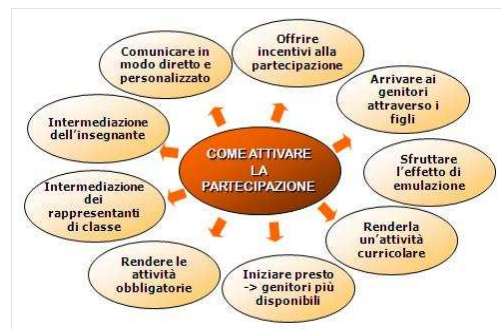 Comunicare in
modo diretto e
personalizzato
Offrire
incentivi alla
partecipazione
Arrivare ai
genitori
attraverso i
figli
Intermediazione
dell'insegnante
COME ATTIVARE
LA
PARTECIPAZIONE
Sfruttare
l'effetto di
emulazione
Intermediazione
dei
rappresentanti
di classe
Renderla
un'attività
curricolare
Rendere le
attività
obbligatorie
Iniziare presto
-> genitori più
disponibili